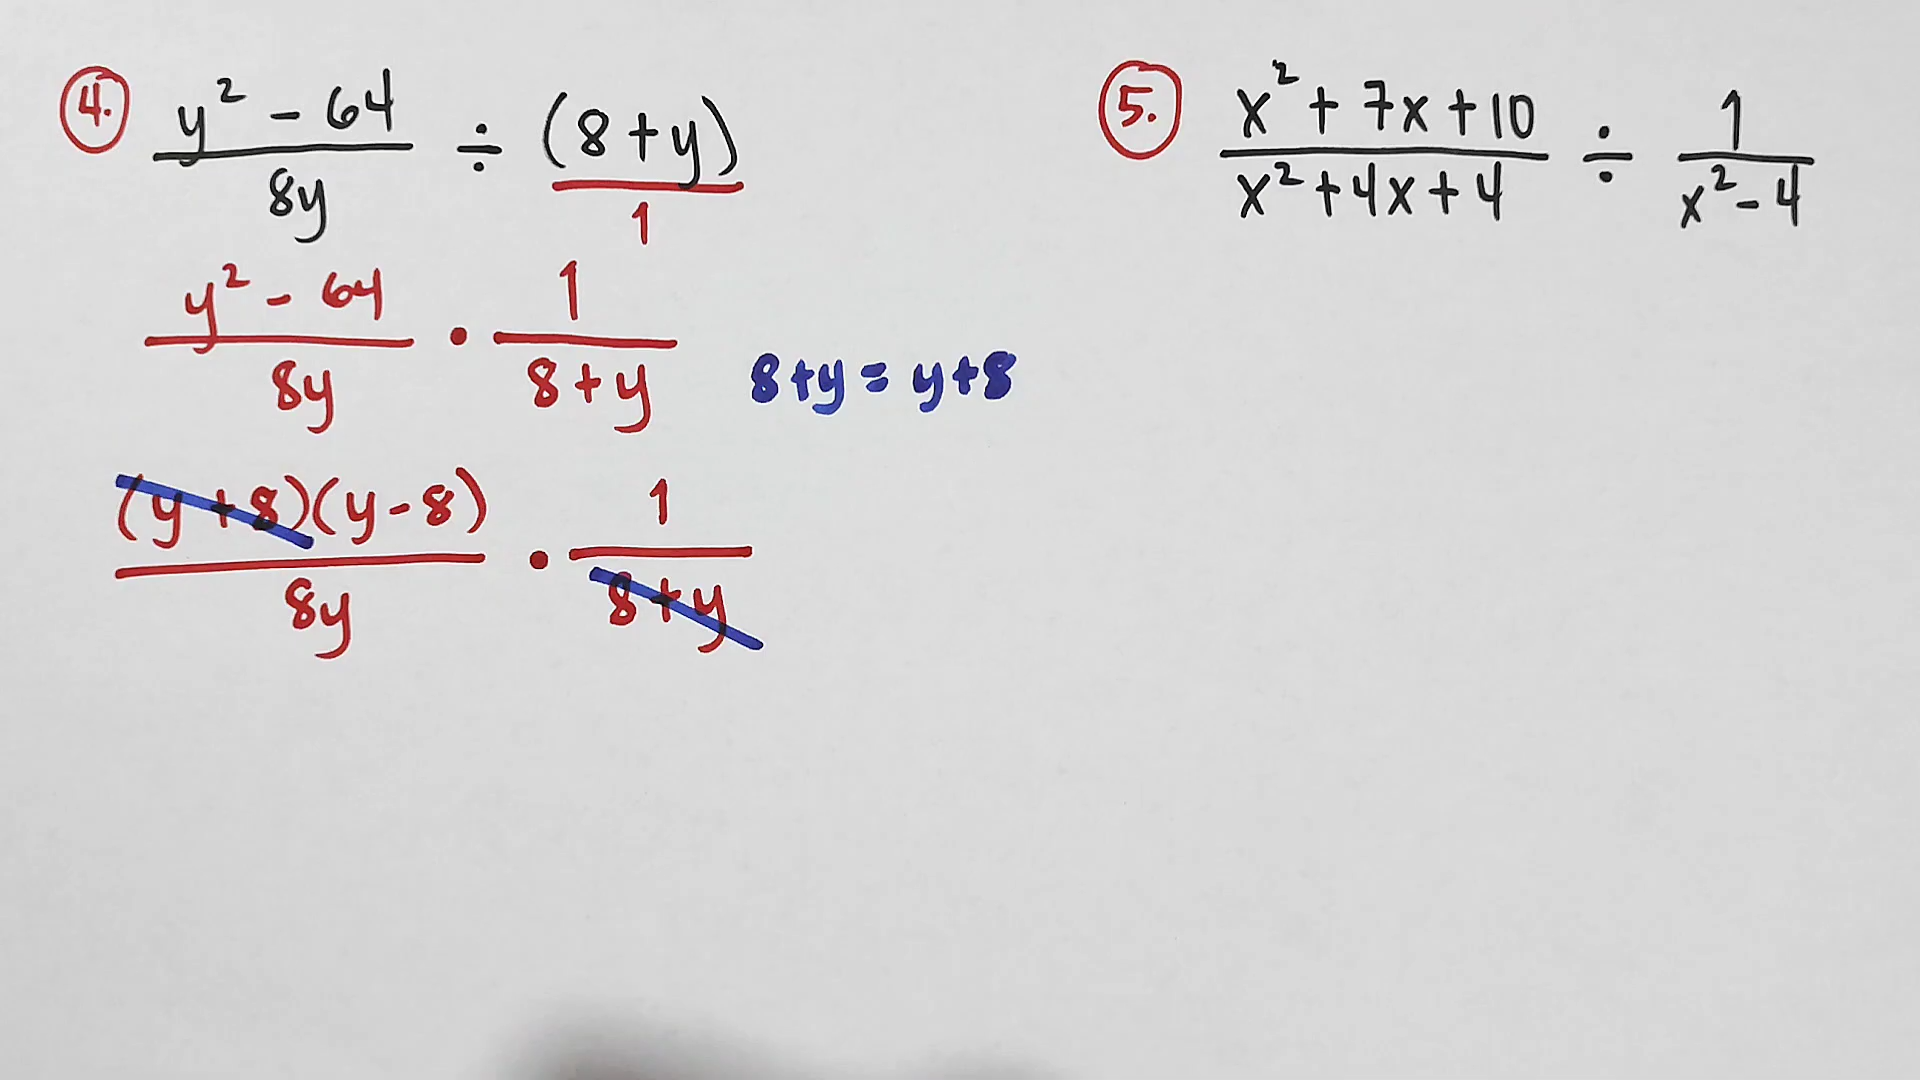 4. y² - 64 / 8y ÷ (8 + y) / 1
y² - 64 / 8y • 1 / 8 + y
8 + y = y + 8
(y + 8)(y - 8) / 8y • 1 / 8 + y
5. x² + 7x + 10 / x² + 4x + 4 ÷ 1 / x² - 4